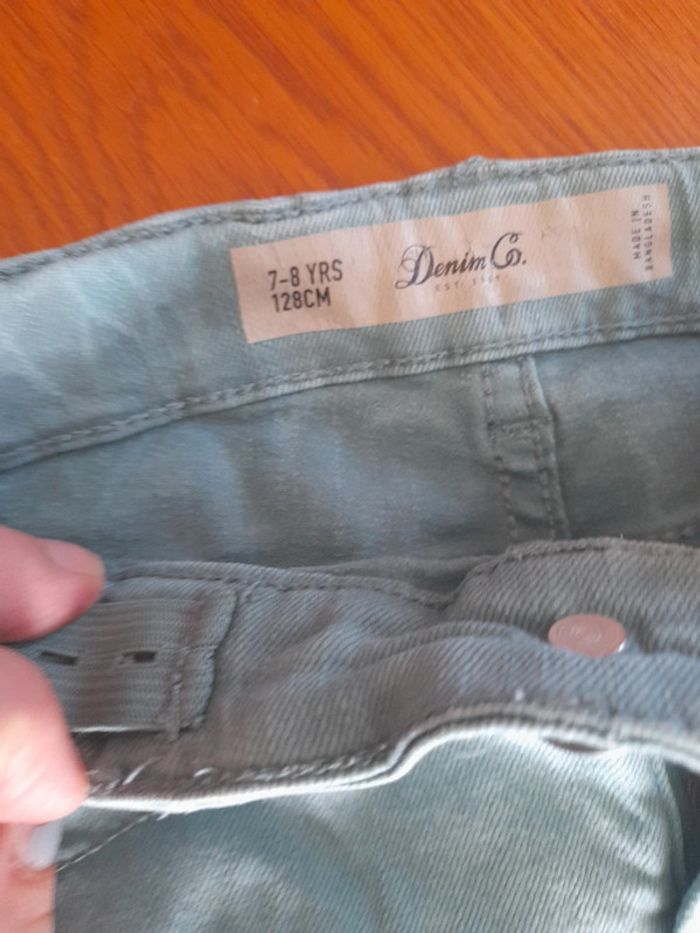 7-8 YRS
128CM
Denim Co.
MADE IN
BANGLADESH